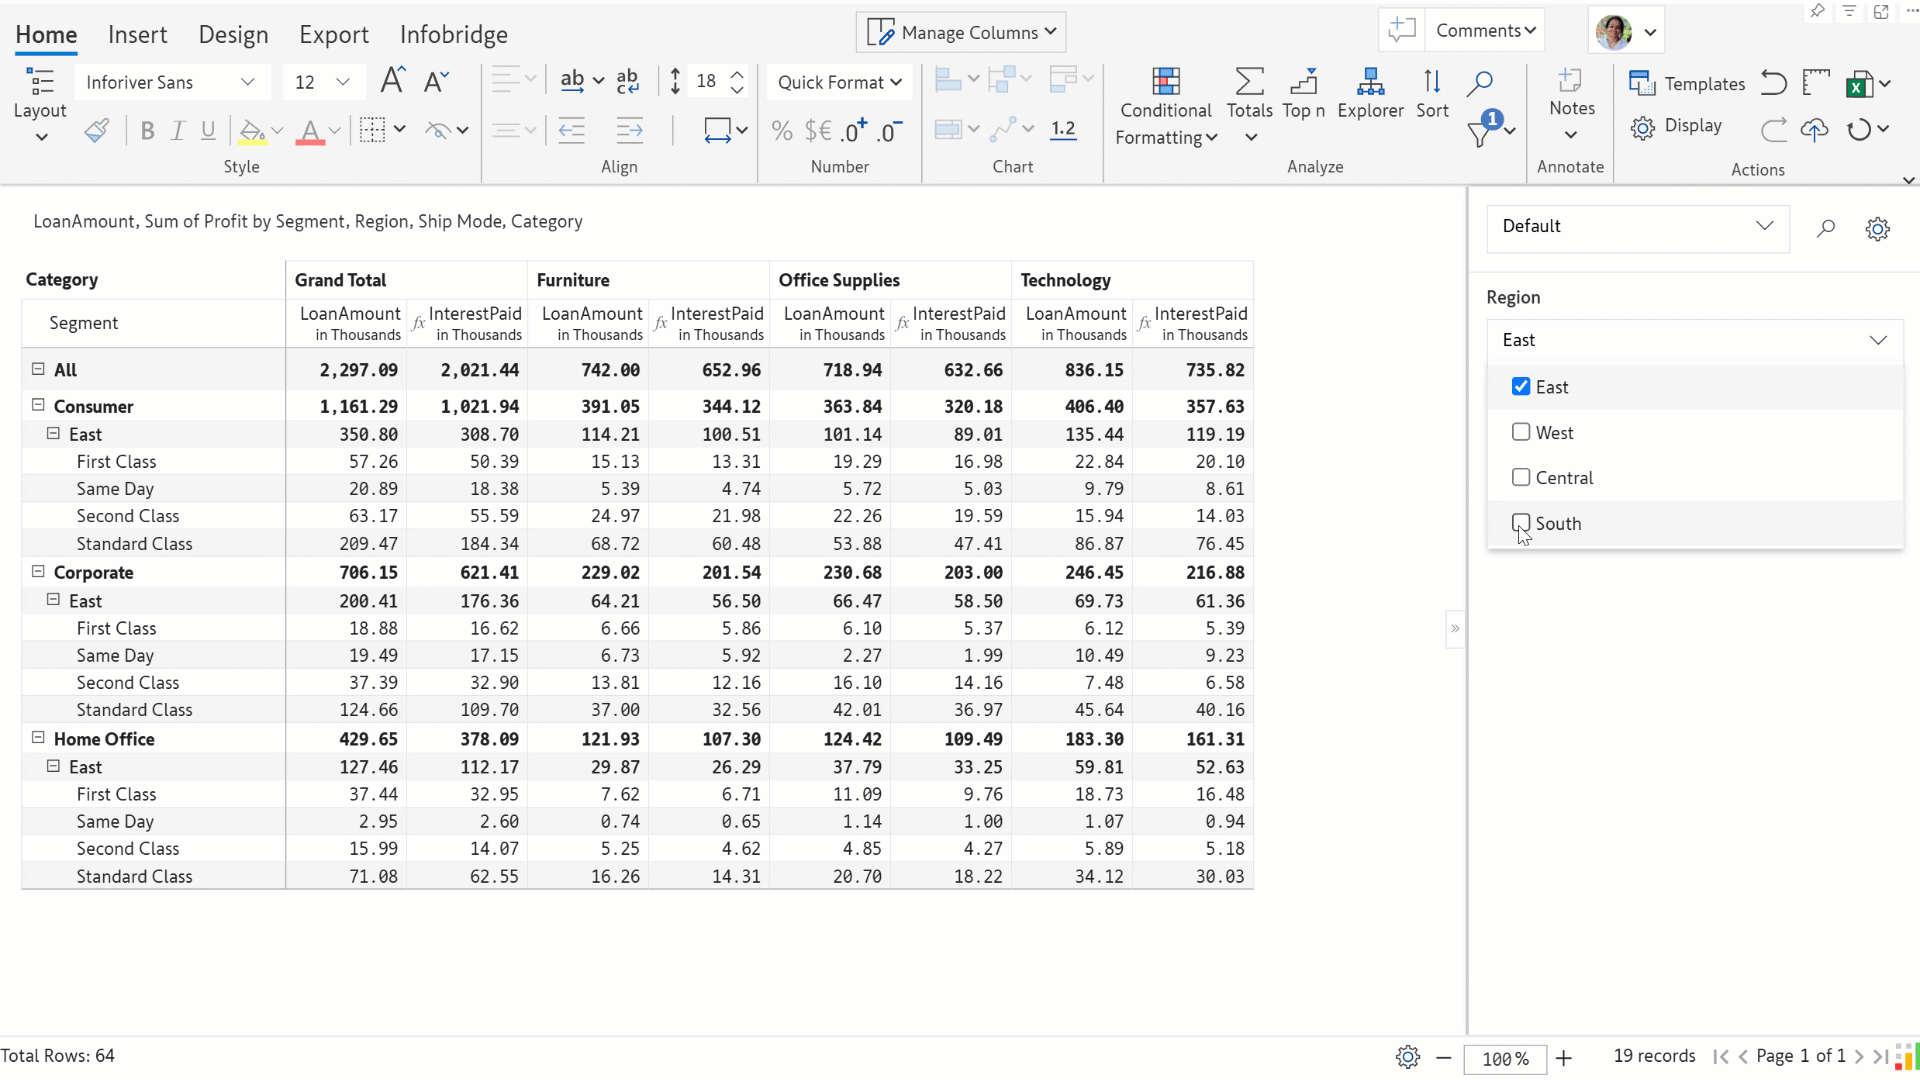 Home Insert Design Export Infobridge Manage Columns Comments
Layout Inforiver Sans 12 A A ab ab 18 Quick Format
B I U A % $€ .0+ .0- 1.2
Conditional Formatting Totals Top n Explorer Sort 1 Notes Templates Display
Style Align Number Chart Analyze Annotate Actions
LoanAmount, Sum of Profit by Segment, Region, Ship Mode, Category
Category Grand Total Furniture Office Supplies Technology
Segment LoanAmount fx InterestPaid LoanAmount fx InterestPaid LoanAmount fx InterestPaid LoanAmount fx InterestPaid
in Thousands in Thousands in Thousands in Thousands in Thousands in Thousands in Thousands in Thousands
All 2,297.09 2,021.44 742.00 652.96 718.94 632.66 836.15 735.82
Consumer 1,161.29 1,021.94 391.05 344.12 363.84 320.18 406.40 357.63
East 350.80 308.70 114.21 100.51 101.14 89.01 135.44 119.19
First Class 57.26 50.39 15.13 13.31 19.29 16.98 22.84 20.10
Same Day 20.89 18.38 5.39 4.74 5.72 5.03 9.79 8.61
Second Class 63.17 55.59 24.97 21.98 22.26 19.59 15.94 14.03
Standard Class 209.47 184.34 68.72 60.48 53.88 47.41 86.87 76.45
Corporate 706.15 621.41 229.02 201.54 230.68 203.00 246.45 216.88
East 200.41 176.36 64.21 56.50 66.47 58.50 69.73 61.36
First Class 18.88 16.62 6.66 5.86 6.10 5.37 6.12 5.39
Same Day 19.49 17.15 6.73 5.92 2.27 1.99 10.49 9.23
Second Class 37.39 32.90 13.81 12.16 16.10 14.16 7.48 6.58
Standard Class 124.66 109.70 37.00 32.56 42.01 36.97 45.64 40.16
Home Office 429.65 378.09 121.93 107.30 124.42 109.49 183.30 161.31
East 127.46 112.17 29.87 26.29 37.79 33.25 59.81 52.63
First Class 37.44 32.95 7.62 6.71 11.09 9.76 18.73 16.48
Same Day 2.95 2.60 0.74 0.65 1.14 1.00 1.07 0.94
Second Class 15.99 14.07 5.25 4.62 4.85 4.27 5.89 5.18
Standard Class 71.08 62.55 16.26 14.31 20.70 18.22 34.12 30.03
Default
Region
East
East
West
Central
South
Total Rows: 64 100 % 19 records Page 1 of 1